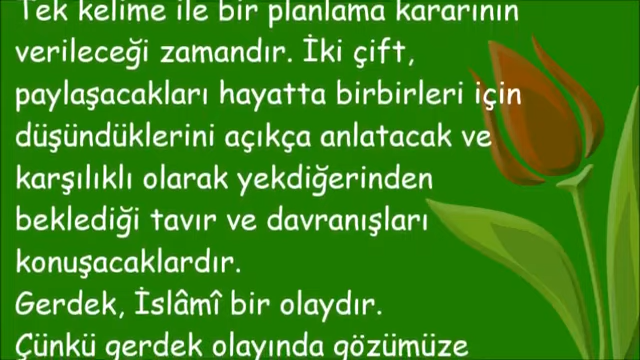 Tek kelime ile bir planlama kararının
verileceği zamandır. İki çift,
paylaşacakları hayatta birbirleri için
düşündüklerini açıkça anlatacak ve
karşılıklı olarak yekdiğerinden
beklediği tavır ve davranışları
konuşacaklardır.
Gerdek, İslâmî bir olaydır.
Çünkü gerdek olayında gözümüze